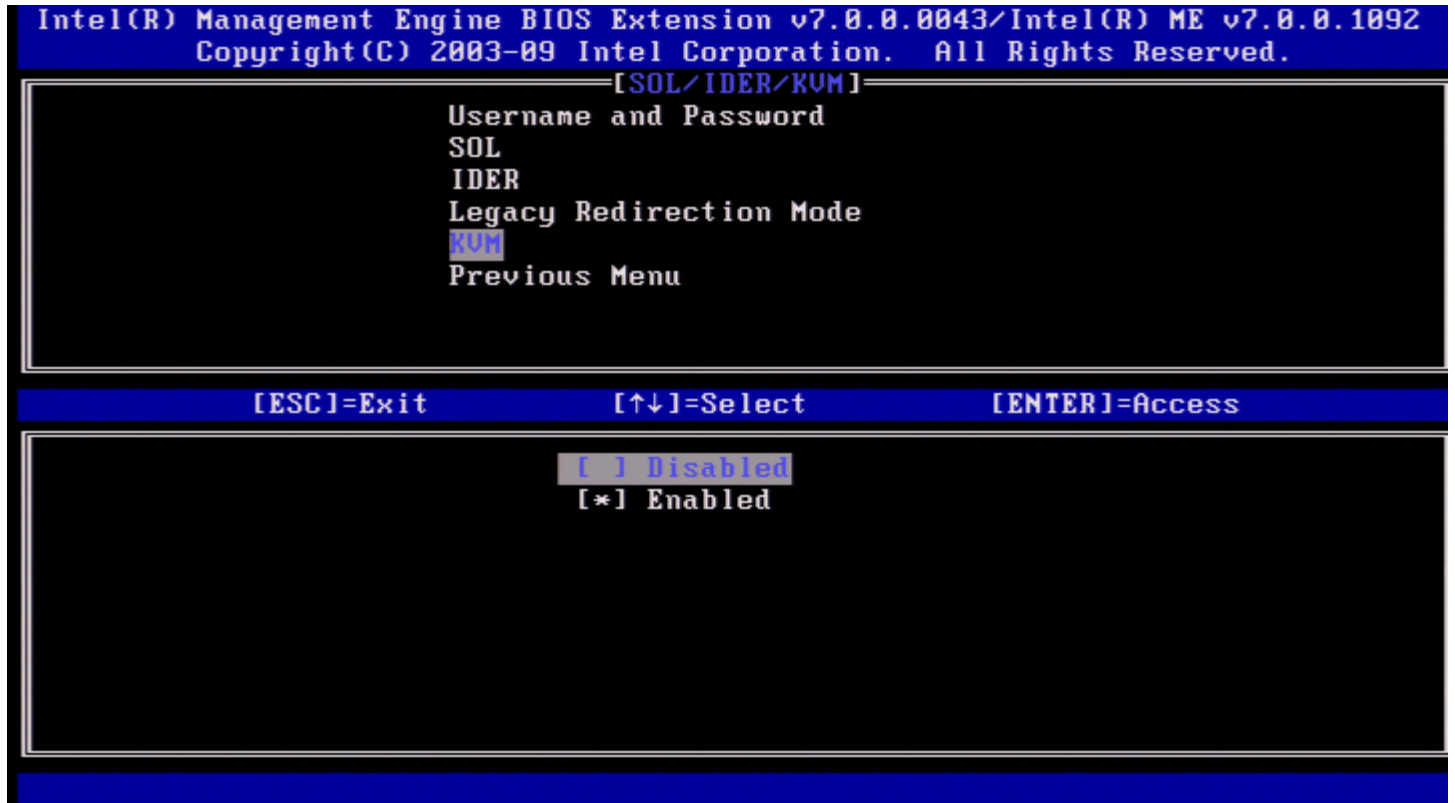 Intel(R) Management Engine BIOS Extension v7.0.0.0043/Intel(R) ME v7.0.0.1092
Copyright(C) 2003-09 Intel Corporation. All Rights Reserved.
[SOL/IDER/KVM]
Username and Password
SOL
IDER
Legacy Redirection Mode
KVM
Previous Menu
[ESC]=Exit [↑↓]=Select [ENTER]=Access
[ ] Disabled
[*] Enabled